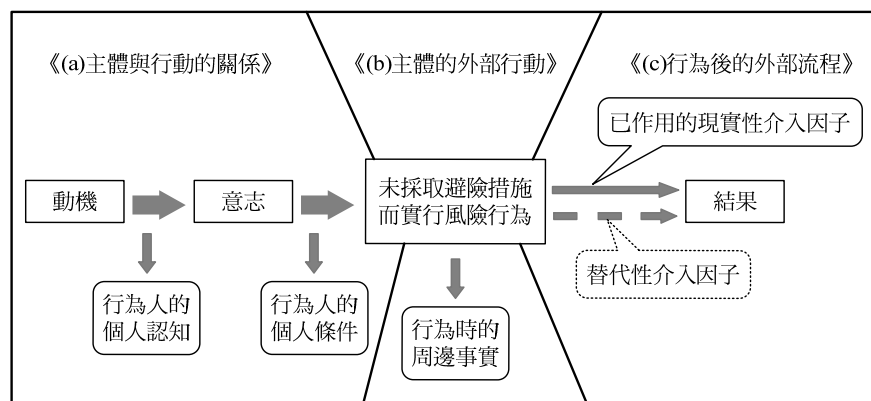 《(a)主體與行動的關係》
《(b)主體的外部行動》
《(c)行為後的外部流程》
已作用的現實性介入因子
動機
意志
未採取避險措施
而實行風險行為
結果
替代性介入因子
行為人的
個人認知
行為人的
個人條件
行為時的
周邊事實